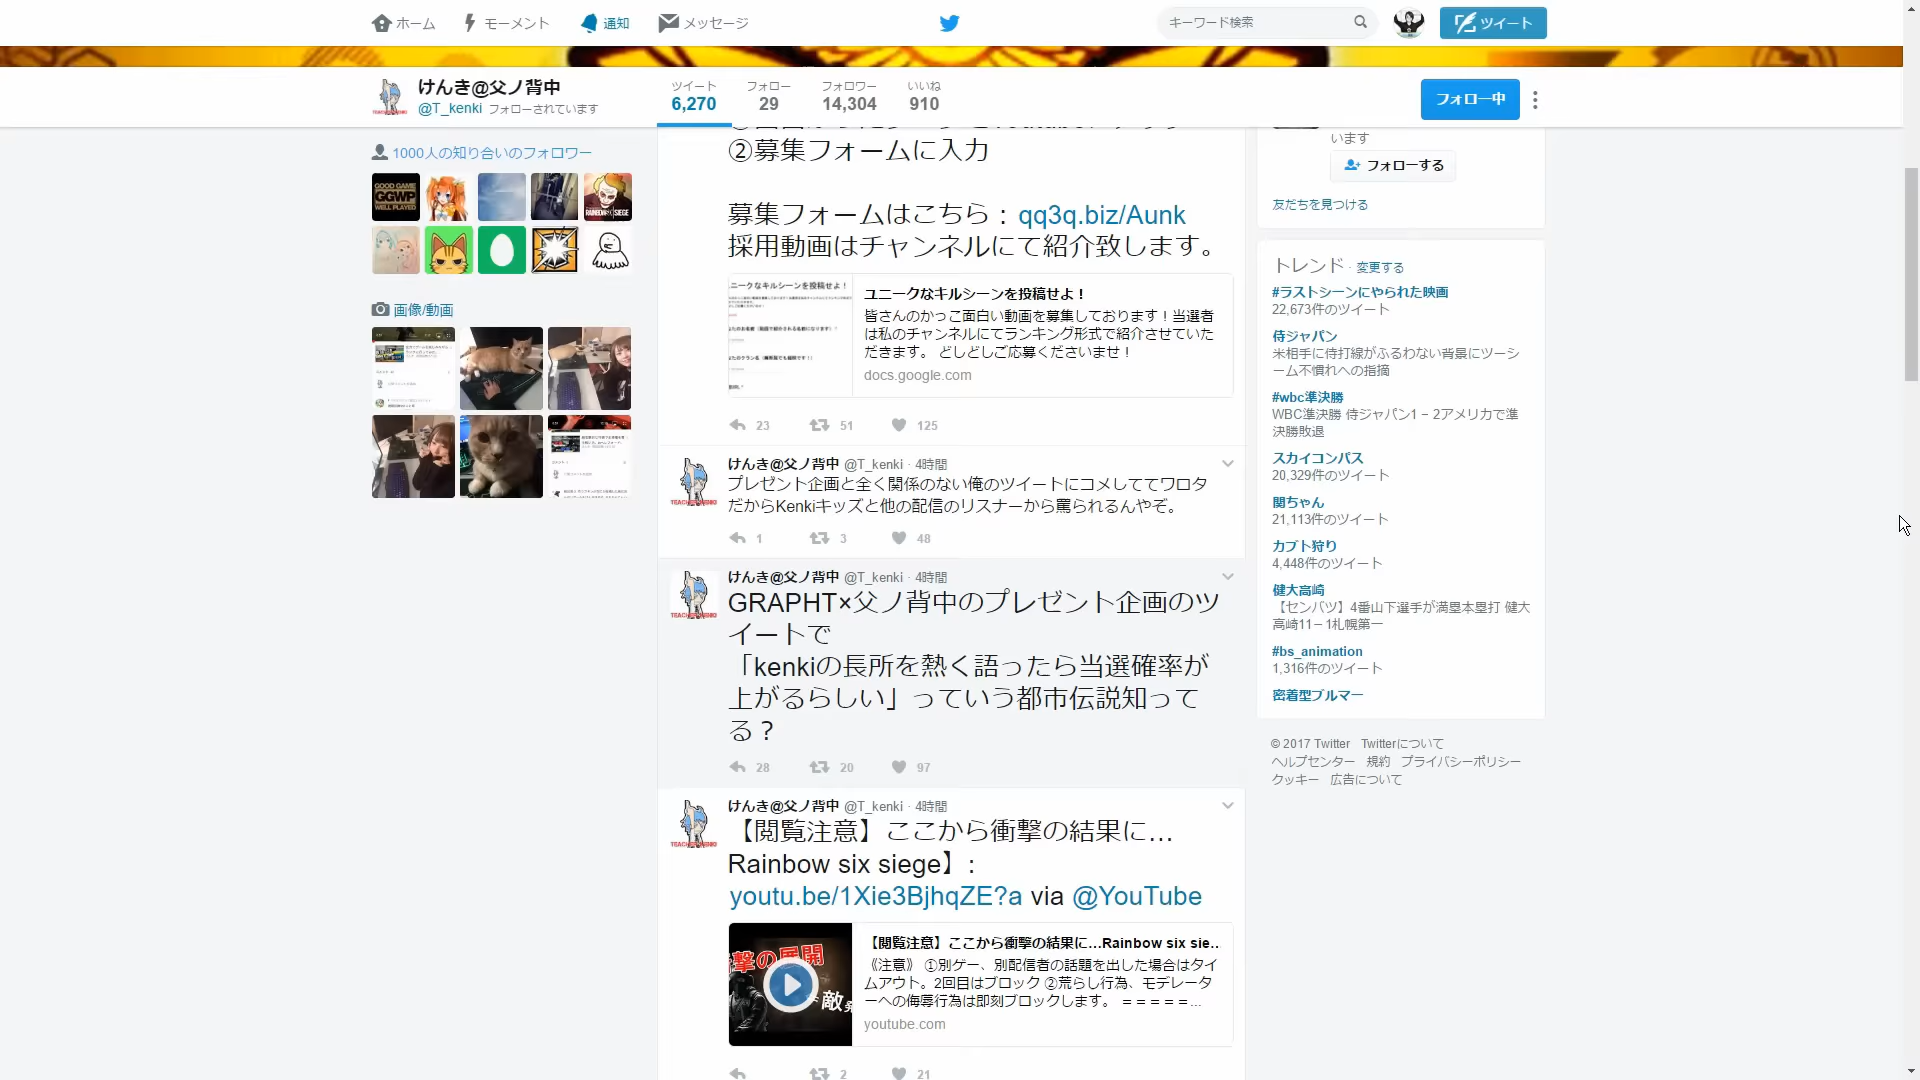 ホーム
モーメント
通知
メッセージ
キーワード検索
ツイート
けんき@父ノ背中
@T_kenki フォローされています
ツイート
6,270
フォロー
29
フォロワー
14,304
いいね
910
フォロー中
1000人の知り合いのフォロワー
GOOD GAME
GGWP
WELL PLAYED
画像/動画
②募集フォームに入力
募集フォームはこちら：qq3q.biz/Aunk
採用動画はチャンネルにて紹介致します。
ニークなキルシーンを投稿せよ！
ユニークなキルシーンを投稿せよ！
皆さんのかっこ面白い動画を募集しております！当選者
は私のチャンネルにてランキング形式で紹介させていた
だきます。 どしどしご応募くださいませ！
docs.google.com
23
51
125
けんき@父ノ背中 @T_kenki · 4時間
プレゼント企画と全く関係のない俺のツイートにコメしててワロタ
だからKenkiキッズと他の配信のリスナーから罵られるんやぞ。
1
3
48
けんき@父ノ背中 @T_kenki · 4時間
GRAPHT×父ノ背中のプレゼント企画のツ
イートで
「kenkiの長所を熱く語ったら当選確率が
上がるらしい」っていう都市伝説知って
る？
28
20
97
けんき@父ノ背中 @T_kenki · 4時間
【閲覧注意】ここから衝撃の結果に…
Rainbow six siege】:
youtu.be/1Xie3BjhqZE?a via @YouTube
撃の展開
敵
【閲覧注意】ここから衝撃の結果に…Rainbow six sie...
《注意》 ①別ゲー、別配信者の話題を出した場合はタイ
ムアウト。2回目はブロック ②荒らし行為、モデレータ
ーへの侮辱行為は即刻ブロックします。 ＝＝＝＝＝...
youtube.com
2
21
います
フォローする
友だちを見つける
トレンド · 変更する
#ラストシーンにやられた映画
22,673件のツイート
侍ジャパン
米相手に侍打線がふるわない背景にツーシ
ーム不慣れへの指摘
#wbc準決勝
WBC準決勝 侍ジャパン1－2アメリカで準
決勝敗退
スカイコンパス
20,329件のツイート
関ちゃん
21,113件のツイート
カブト狩り
4,448件のツイート
健大高崎
【センバツ】4番山下選手が満塁本塁打 健大
高崎11－1札幌第一
#bs_animation
1,316件のツイート
密着型ブルマー
© 2017 Twitter Twitterについて
ヘルプセンター 規約 プライバシーポリシー
クッキー 広告について